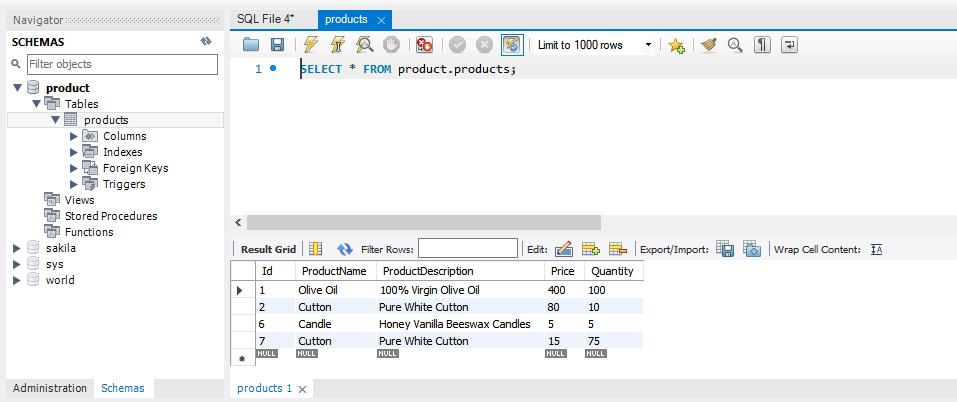 Navigator
SCHEMAS
Filter objects
product
Tables
products
Columns
Indexes
Foreign Keys
Triggers
Views
Stored Procedures
Functions
sakila
sys
world
Administration Schemas
SQL File 4* products
Limit to 1000 rows
1 SELECT * FROM product.products;
Result Grid Filter Rows: Edit: Export/Import: Wrap Cell Content:
Id ProductName ProductDescription Price Quantity
1 Olive Oil 100% Virgin Olive Oil 400 100
2 Cutton Pure White Cutton 80 10
6 Candle Honey Vanilla Beeswax Candles 5 5
7 Cutton Pure White Cutton 15 75
NULL NULL NULL NULL NULL
products 1